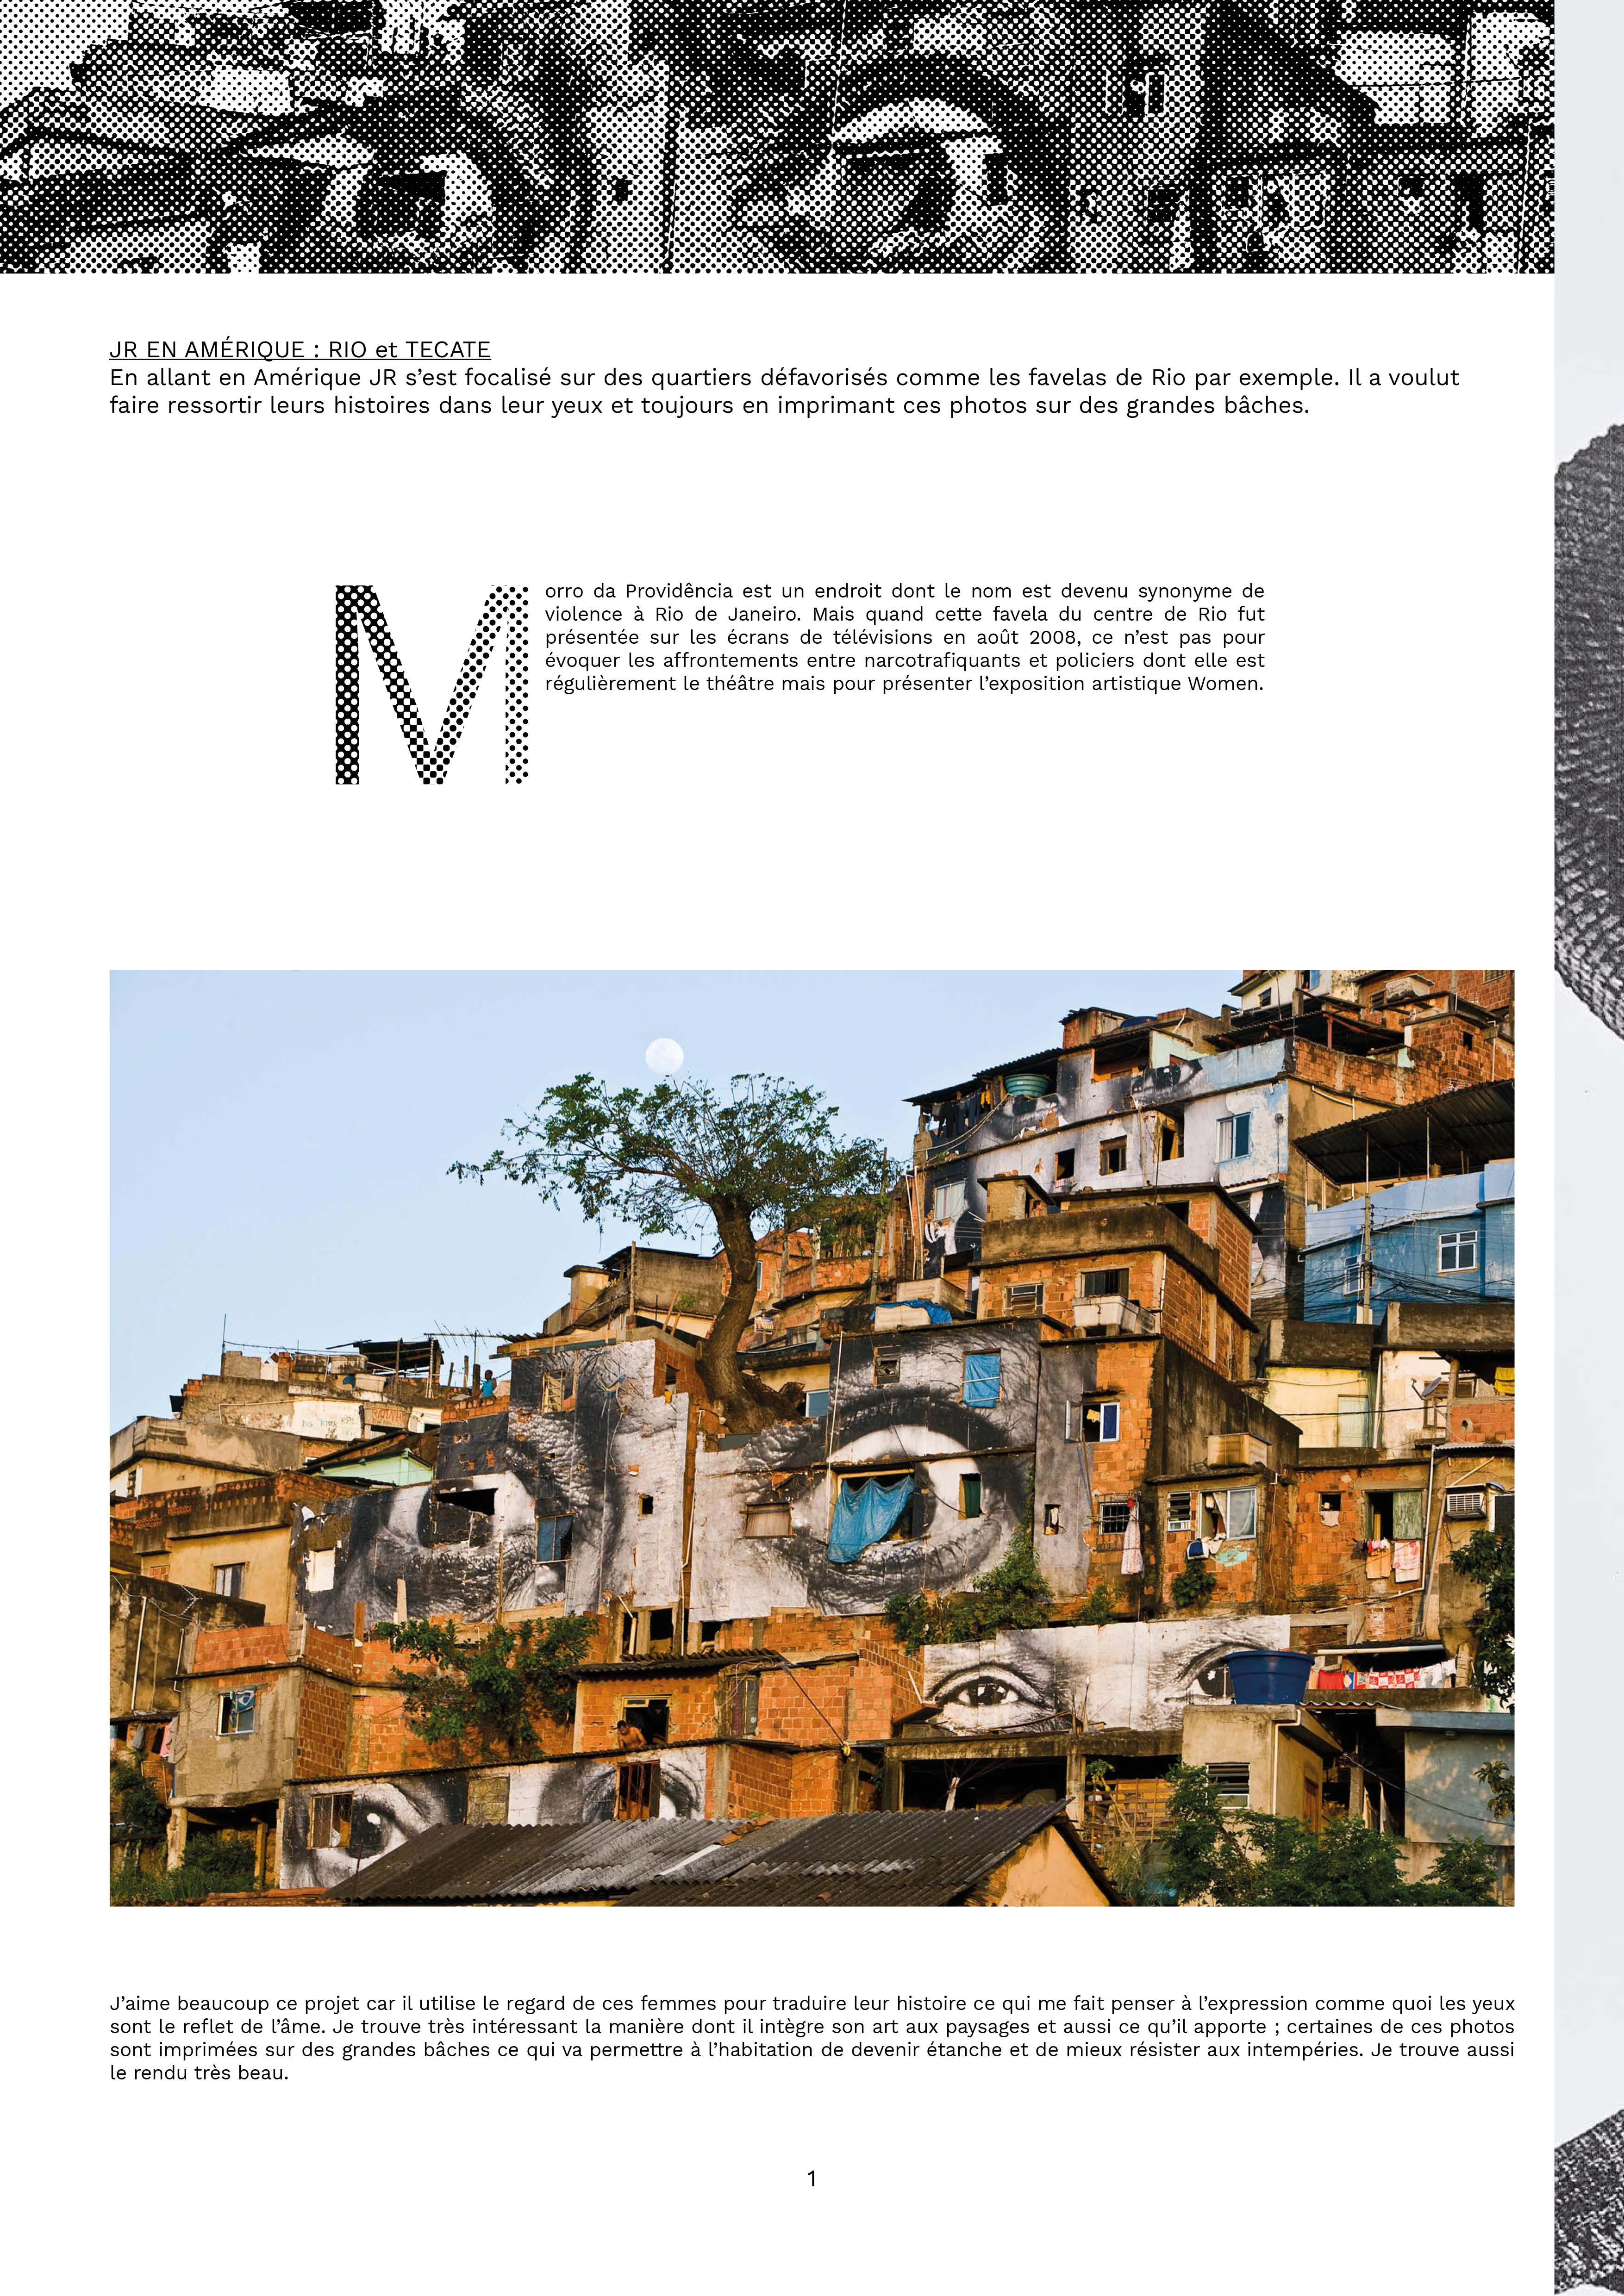 JR EN AMÉRIQUE : RIO et TECATE
En allant en Amérique JR s’est focalisé sur des quartiers défavorisés comme les favelas de Rio par exemple. Il a voulut
faire ressortir leurs histoires dans leur yeux et toujours en imprimant ces photos sur des grandes bâches.
Morro da Providência est un endroit dont le nom est devenu synonyme de
violence à Rio de Janeiro. Mais quand cette favela du centre de Rio fut
présentée sur les écrans de télévisions en août 2008, ce n’est pas pour
évoquer les affrontements entre narcotrafiquants et policiers dont elle est
régulièrement le théâtre mais pour présenter l’exposition artistique Women.
J’aime beaucoup ce projet car il utilise le regard de ces femmes pour traduire leur histoire ce qui me fait penser à l’expression comme quoi les yeux
sont le reflet de l’âme. Je trouve très intéressant la manière dont il intègre son art aux paysages et aussi ce qu’il apporte ; certaines de ces photos
sont imprimées sur des grandes bâches ce qui va permettre à l’habitation de devenir étanche et de mieux résister aux intempéries. Je trouve aussi
le rendu très beau.
1